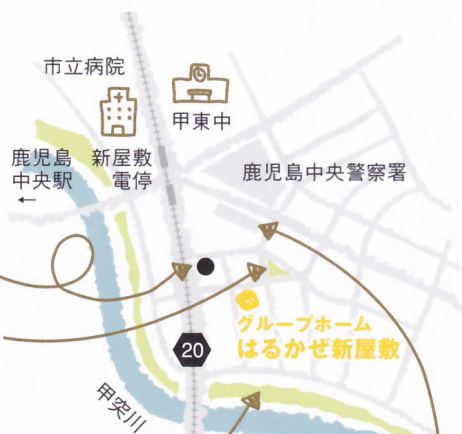 市立病院
甲東中
鹿児島
中央駅
←
新屋敷
電停
鹿児島中央警察署
グループホーム
はるかぜ新屋敷
20
甲突川